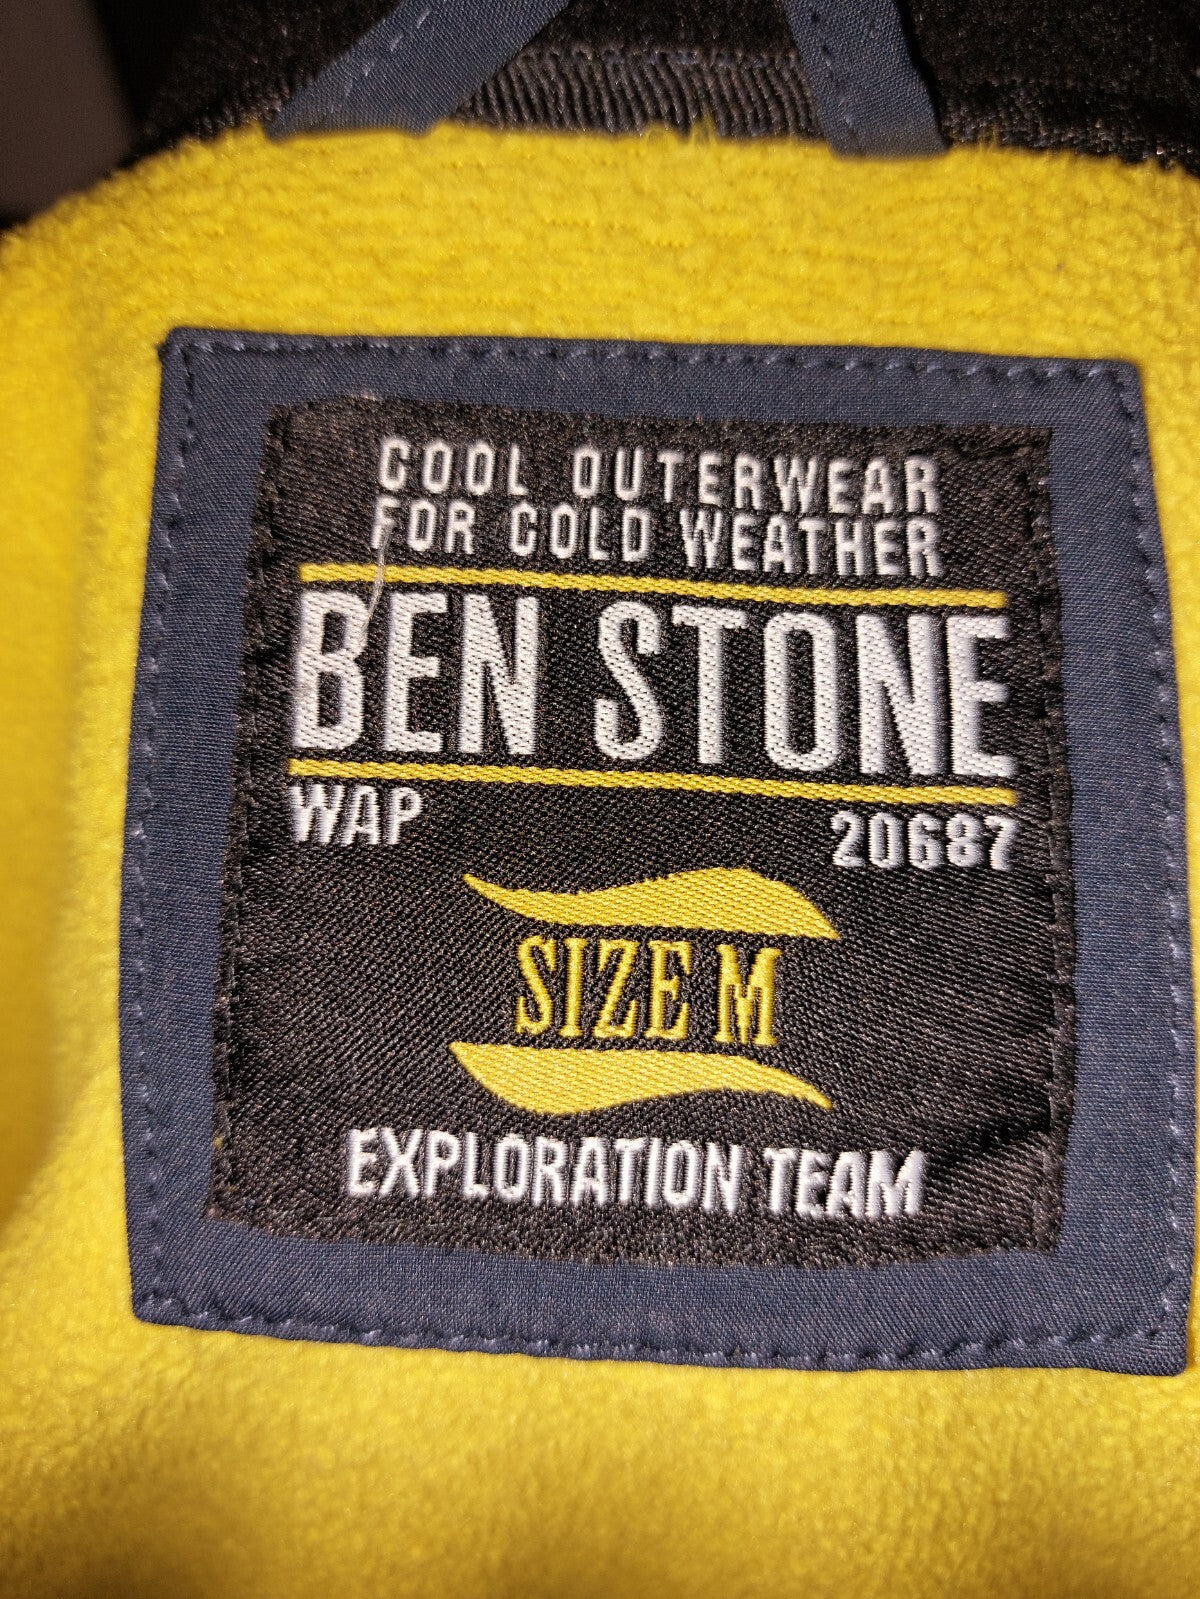 COOL OUTERWEAR
FOR COLD WEATHER
BEN STONE
WAP 20687
SIZE M
EXPLORATION TEAM